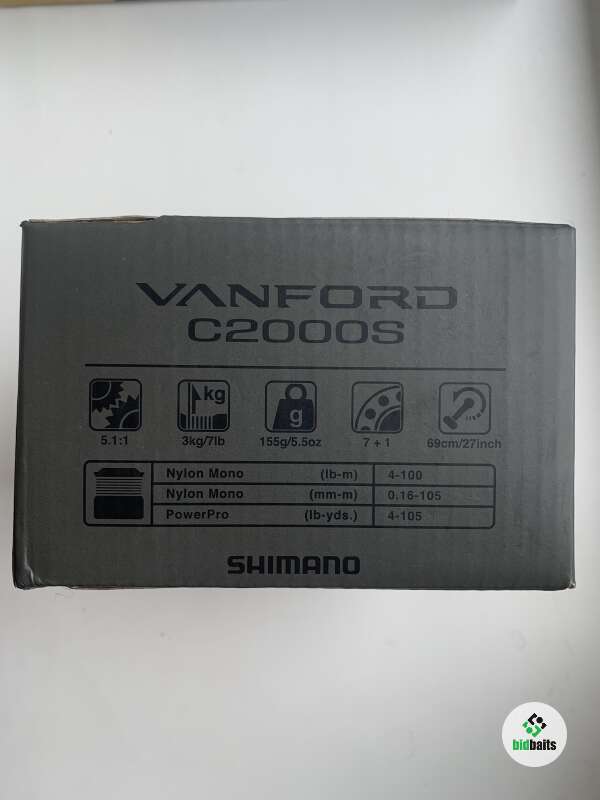 VANFORD
C2000S
kg
g
5.1:1 3kg/7lb 155g/5.5oz 7 + 1 69cm/27inch
Nylon Mono (lb-m) 4-100
Nylon Mono (mm-m) 0.16-105
PowerPro (lb-yds.) 4-105
SHIMANO
bidbaits